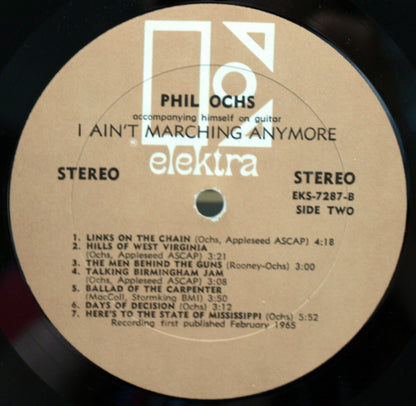 PHIL OCHS
accompanying himself on guitar
I AIN'T MARCHING ANYMORE
®
elektra
STEREO
STEREO
EKS-7287-B
SIDE TWO
1. LINKS ON THE CHAIN (Ochs, Appleseed ASCAP) 4:18
2. HILLS OF WEST VIRGINIA
(Ochs, Appleseed ASCAP) 3:21
3. THE MEN BEHIND THE GUNS (Rooney-Ochs) 3:00
4. TALKING BIRMINGHAM JAM
(Ochs, Appleseed ASCAP) 3:08
5. BALLAD OF THE CARPENTER
(MacColl, Stormking BMI) 3:50
6. DAYS OF DECISION (Ochs) 3:12
7. HERE'S TO THE STATE OF MISSISSIPPI (Ochs) 5:52
Recording first published February 1965